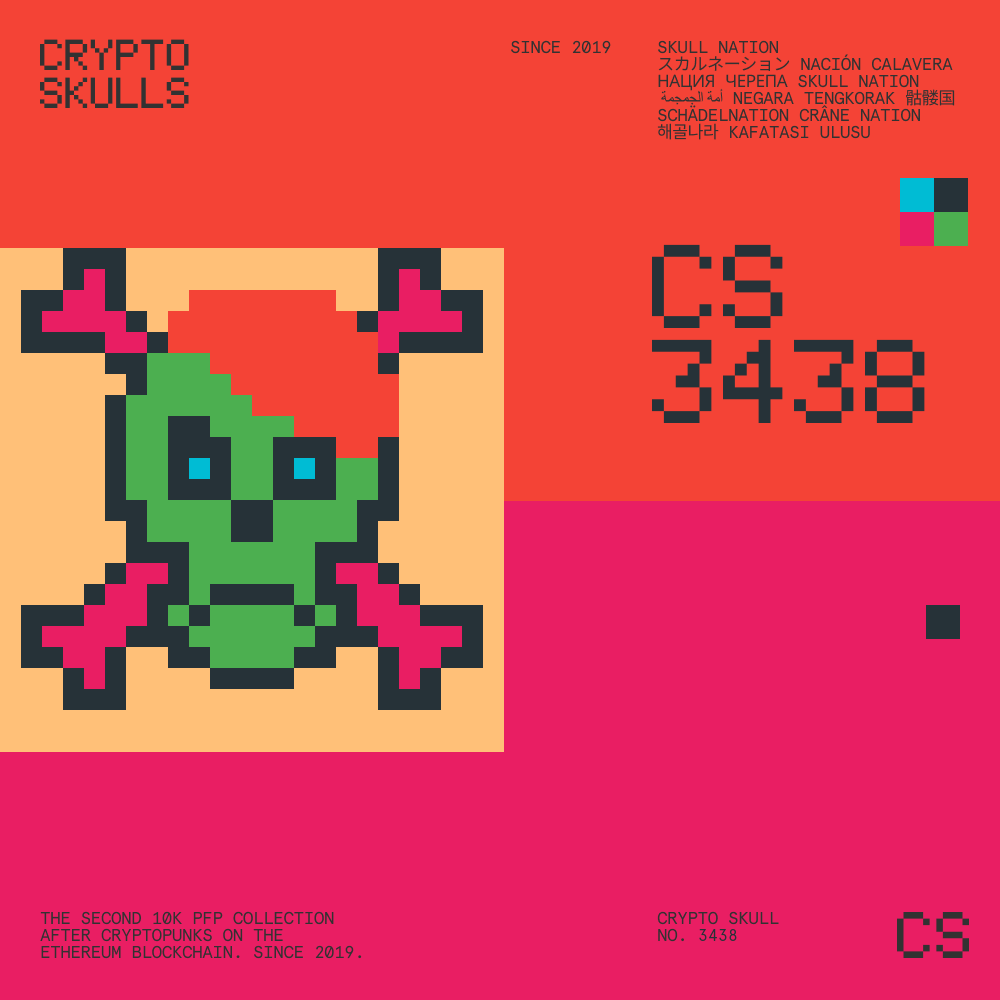 CRYPTO
SKULLS
SINCE 2019
SKULL NATION
スカルネーション NACIÓN CALAVERA
НАЦИЯ ЧЕРЕПА SKULL NATION
أمة الجمجمة NEGARA TENGKORAK 骷髅国
SCHÄDELNATION CRÂNE NATION
해골나라 KAFATASI ULUSU
CS
3438
THE SECOND 10K PFP COLLECTION
AFTER CRYPTOPUNKS ON THE
ETHEREUM BLOCKCHAIN. SINCE 2019.
CRYPTO SKULL
NO. 3438
CS